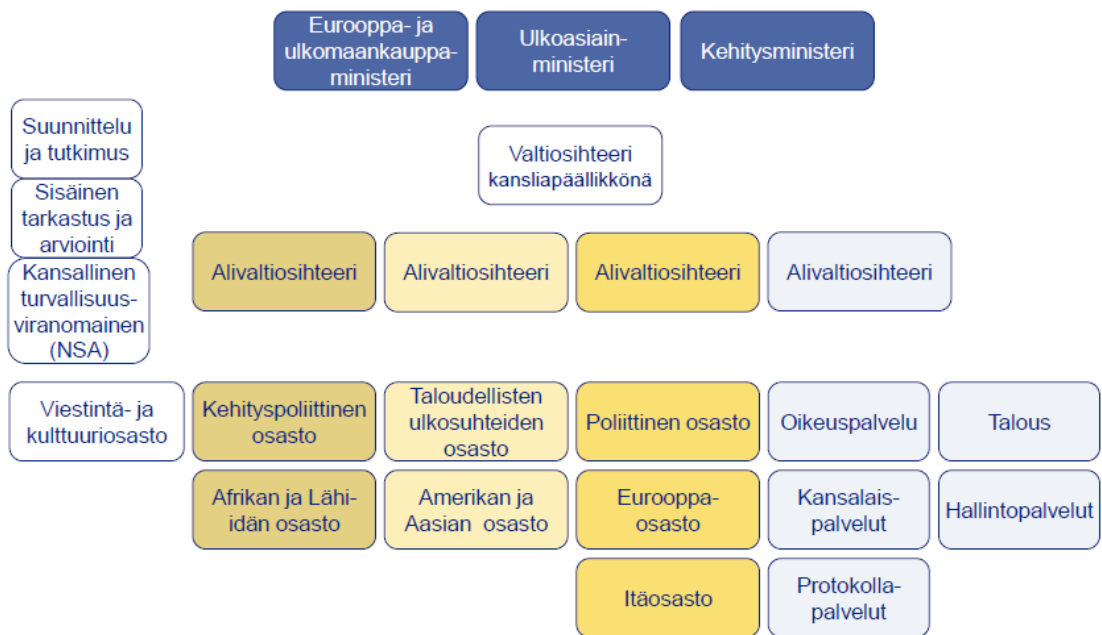 Eurooppa- ja
ulkomaankauppa-
ministeri
Ulkoasiain-
ministeri
Kehitysministeri
Suunnittelu
ja tutkimus
Valtiosihteeri
kansliapäällikkönä
Sisäinen
tarkastus ja
arviointi
Kansallinen
turvallisuus-
viranomainen
(NSA)
Alivaltiosihteeri
Alivaltiosihteeri
Alivaltiosihteeri
Alivaltiosihteeri
Viestintä- ja
kulttuuriosasto
Kehityspoliittinen
osasto
Taloudellisten
ulkosuhteiden
osasto
Poliittinen osasto
Oikeuspalvelu
Talous
Afrikan ja Lähi-
idän osasto
Amerikan ja
Aasian osasto
Eurooppa-
osasto
Kansalais-
palvelut
Hallintopalvelut
Itäosasto
Protokolla-
palvelut